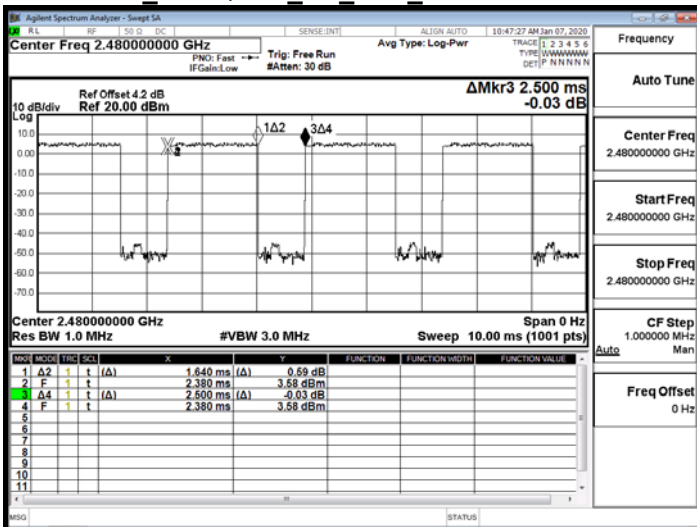 Agilent Spectrum Analyzer - Swept SA
RL RF 50 Ω DC SENSE:INT ALIGN AUTO 10:47:27 AM Jan 07, 2020
Center Freq 2.480000000 GHz
PNO: Fast
IFGain:Low
Trig: Free Run
#Atten: 30 dB
Avg Type: Log-Pwr
TRACE 1 2 3 4 5 6
TYPE WWWWWW
DET P N N N N N
Frequency
Auto Tune
Center Freq
2.480000000 GHz
Start Freq
2.480000000 GHz
Stop Freq
2.480000000 GHz
CF Step
1.000000 MHz
Auto Man
Freq Offset
0 Hz
Ref Offset 4.2 dB
Ref 20.00 dBm
10 dB/div
Log
ΔMkr3 2.500 ms
-0.03 dB
1Δ2
3Δ4
10.0
0.00
-10.0
-20.0
-30.0
-40.0
-50.0
-60.0
-70.0
Center 2.480000000 GHz Span 0 Hz
Res BW 1.0 MHz #VBW 3.0 MHz Sweep 10.00 ms (1001 pts)
MKR MODE TRC SCL X Y FUNCTION FUNCTION WIDTH FUNCTION VALUE
1 Δ2 1 t (Δ) 1.640 ms (Δ) 0.59 dB
2 F 1 t 2.380 ms 3.58 dBm
3 Δ4 1 t (Δ) 2.500 ms (Δ) -0.03 dB
4 F 1 t 2.380 ms 3.58 dBm
5
6
7
8
9
10
11
MSG STATUS